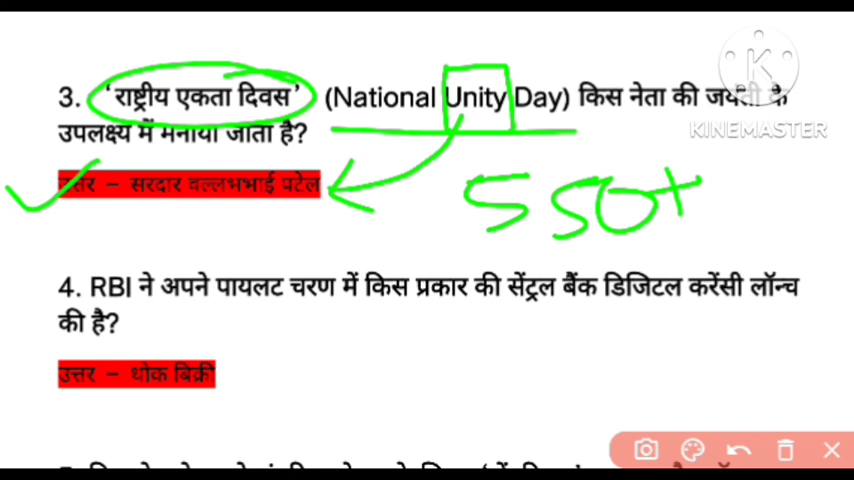 3. 'राष्ट्रीय एकता दिवस' (National Unity Day) किस नेता की जयंती के
उपलक्ष्य में मनाया जाता है?
उत्तर – सरदार वल्लभभाई पटेल
550+
4. RBI ने अपने पायलट चरण में किस प्रकार की सेंट्रल बैंक डिजिटल करेंसी लॉन्च
की है?
उत्तर – थोक बिक्री
K
KINEMASTER